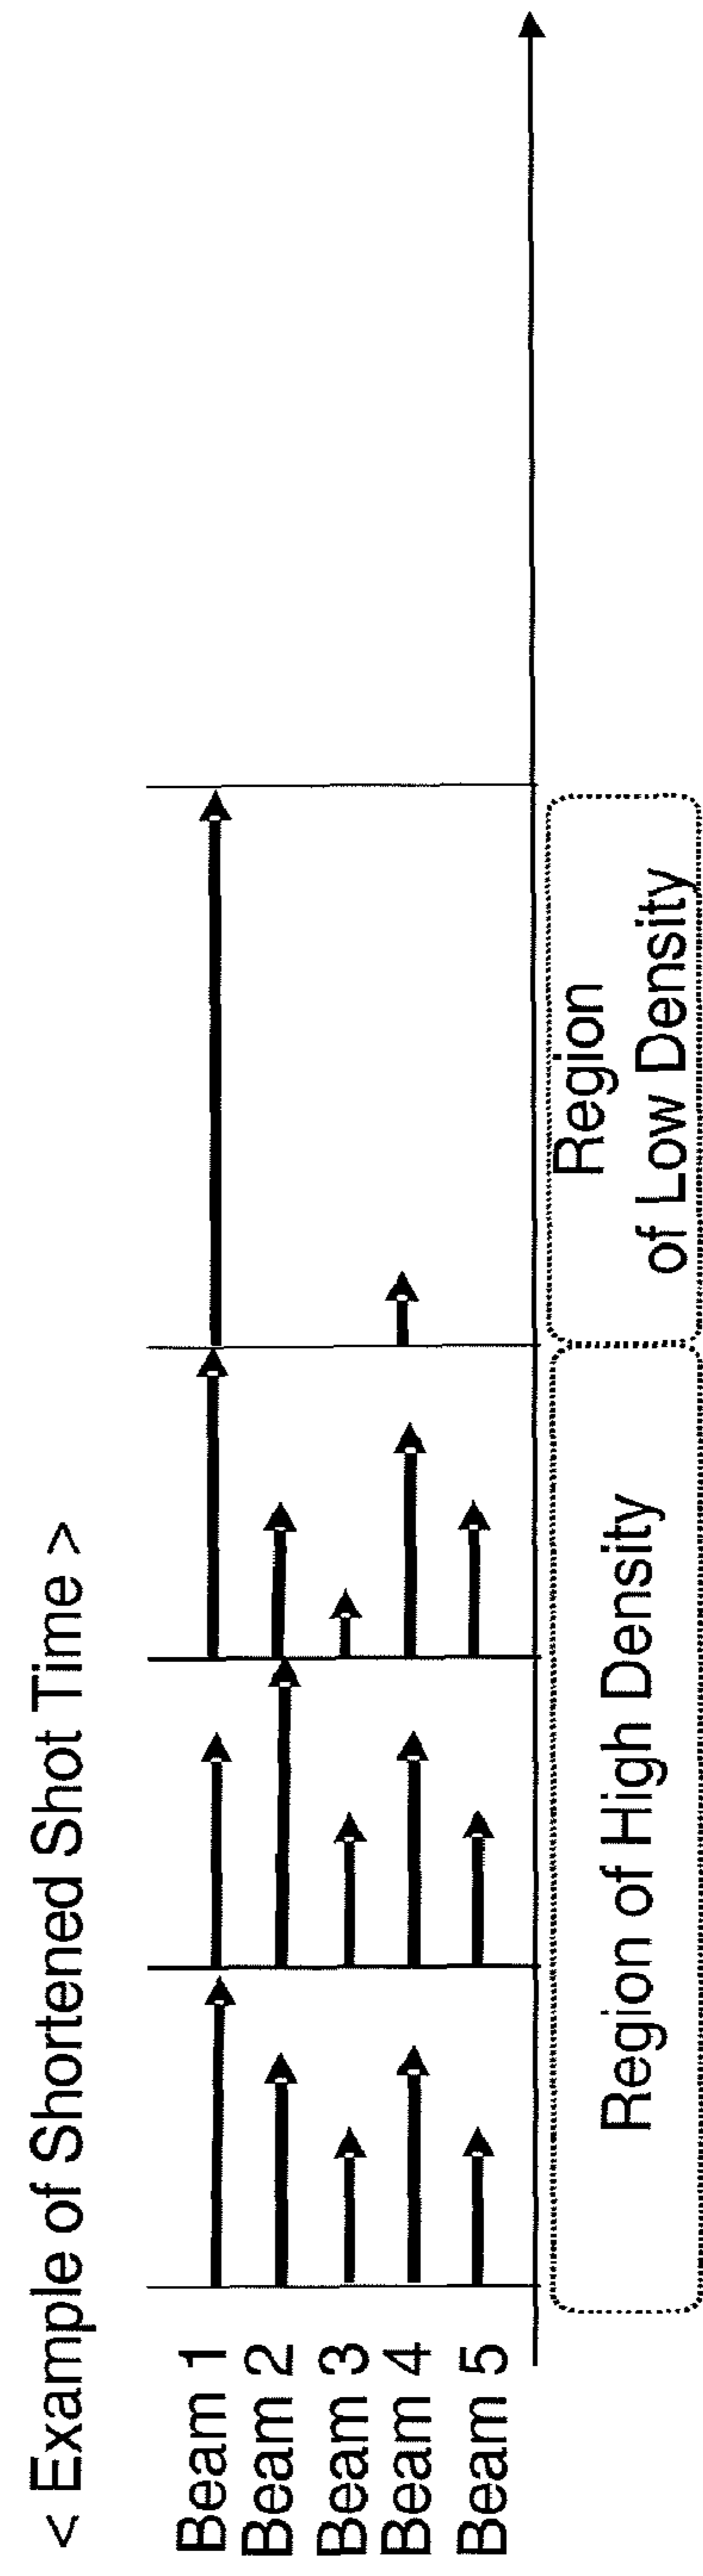 < Example of Shortened Shot Time >
Beam 1
Beam 2
Beam 3
Beam 4
Beam 5
Region of High Density
Region
of Low Density